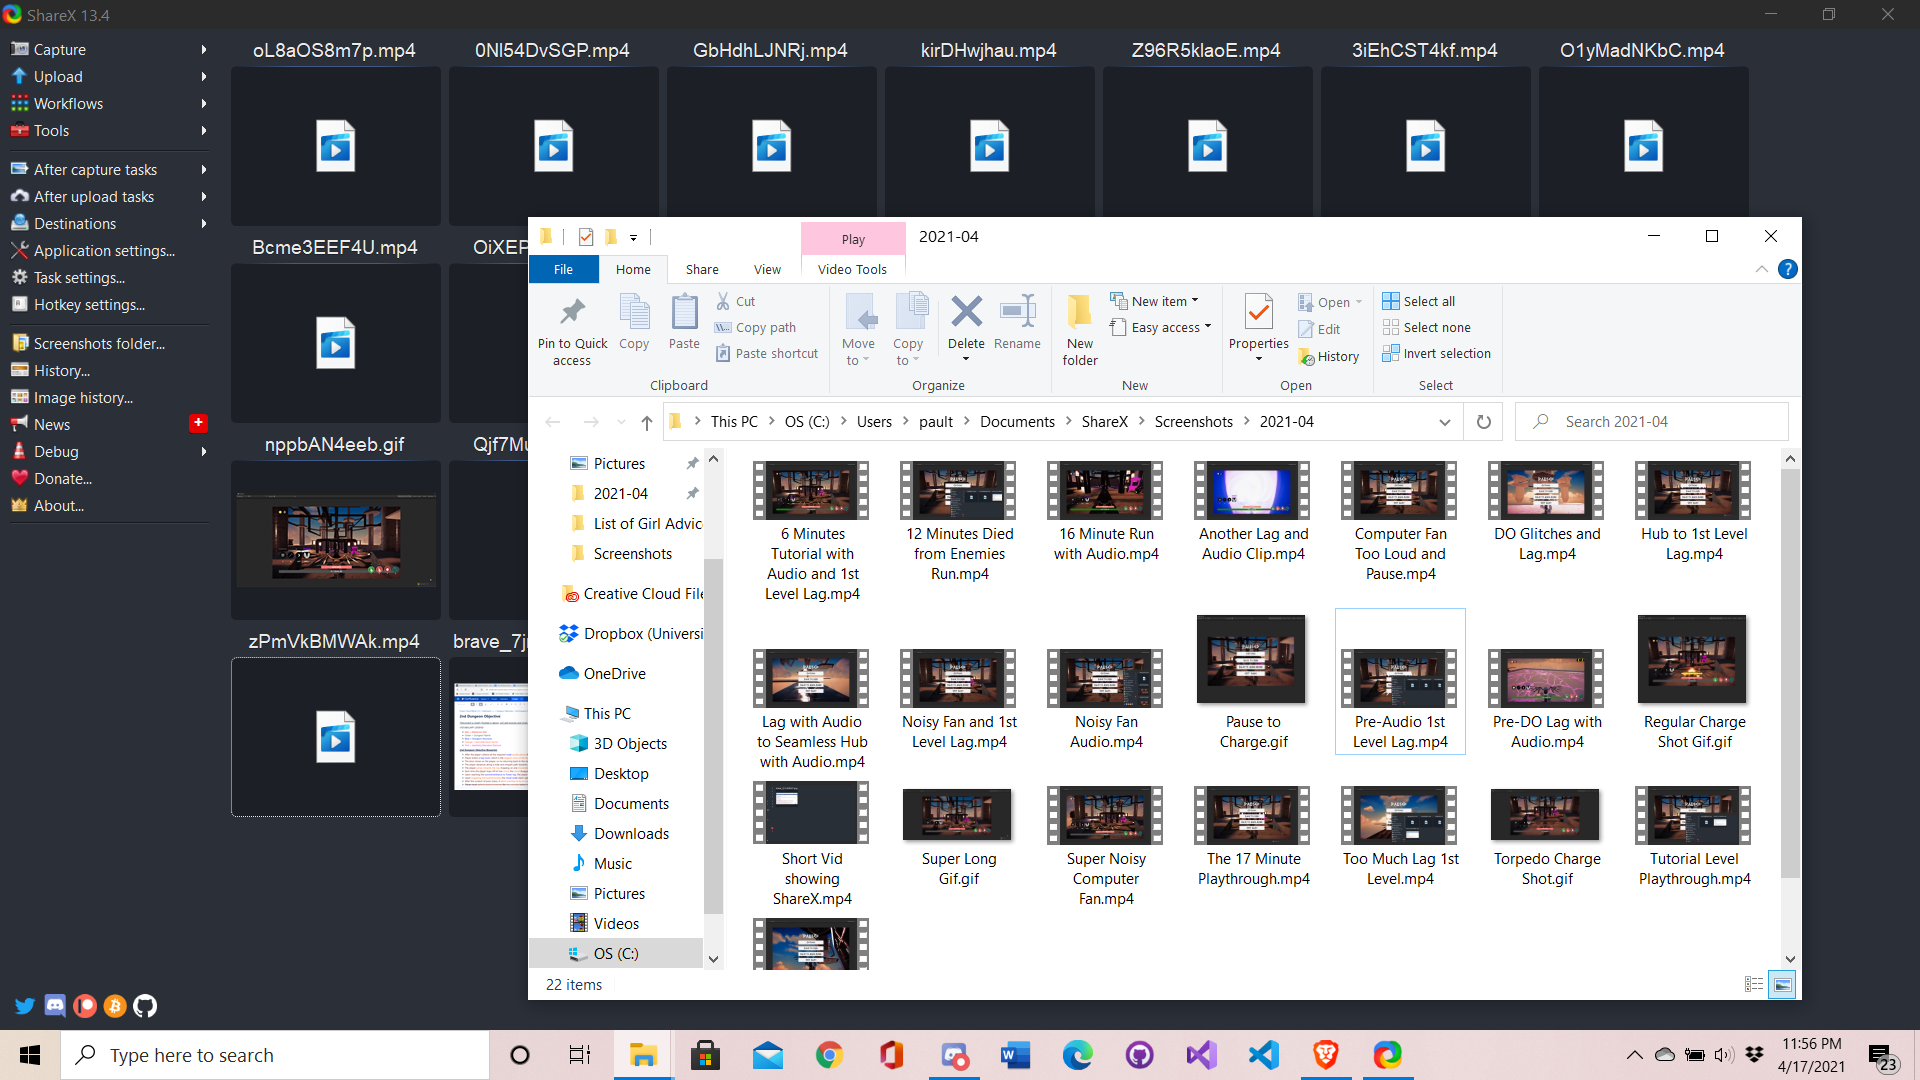 ShareX 13.4
Capture
Upload
Workflows
Tools
After capture tasks
After upload tasks
Destinations
Application settings...
Task settings...
Hotkey settings...
Screenshots folder...
History...
Image history...
News
Debug
Donate...
About...
oL8aOS8m7p.mp4
0Nl54DvSGP.mp4
GbHdhLJNRj.mp4
kirDHwjhau.mp4
Z96R5klaoE.mp4
3iEhCST4kf.mp4
O1yMadNKbC.mp4
Bcme3EEF4U.mp4
OiXEP
nppbAN4eeb.gif
zPmVkBMWAk.mp4
Play
2021-04
File
Home
Share
View
Video Tools
Pin to Quick
access
Copy
Paste
Cut
Copy path
Paste shortcut
Clipboard
Move
to
Copy
to
Delete
Rename
Organize
New
folder
New item
Easy access
New
Properties
Open
Edit
History
Open
Select all
Select none
Invert selection
Select
This PC
OS (C:)
Users
pault
Documents
ShareX
Screenshots
2021-04
Search 2021-04
Pictures
2021-04
List of Girl Advic
Screenshots
Creative Cloud File
Dropbox (Universi
OneDrive
This PC
3D Objects
Desktop
Documents
Downloads
Music
Pictures
Videos
OS (C:)
6 Minutes
Tutorial with
Audio and 1st
Level Lag.mp4
12 Minutes Died
from Enemies
Run.mp4
16 Minute Run
with Audio.mp4
Another Lag and
Audio Clip.mp4
Computer Fan
Too Loud and
Pause.mp4
DO Glitches and
Lag.mp4
Hub to 1st Level
Lag.mp4
Lag with Audio
to Seamless Hub
with Audio.mp4
Noisy Fan and 1st
Level Lag.mp4
Noisy Fan
Audio.mp4
Pause to
Charge.gif
Pre-Audio 1st
Level Lag.mp4
Pre-DO Lag with
Audio.mp4
Regular Charge
Shot Gif.gif
Short Vid
showing
ShareX.mp4
Super Long
Gif.gif
Super Noisy
Computer
Fan.mp4
The 17 Minute
Playthrough.mp4
Too Much Lag 1st
Level.mp4
Torpedo Charge
Shot.gif
Tutorial Level
Playthrough.mp4
22 items
Type here to search
11:56 PM
4/17/2021
23